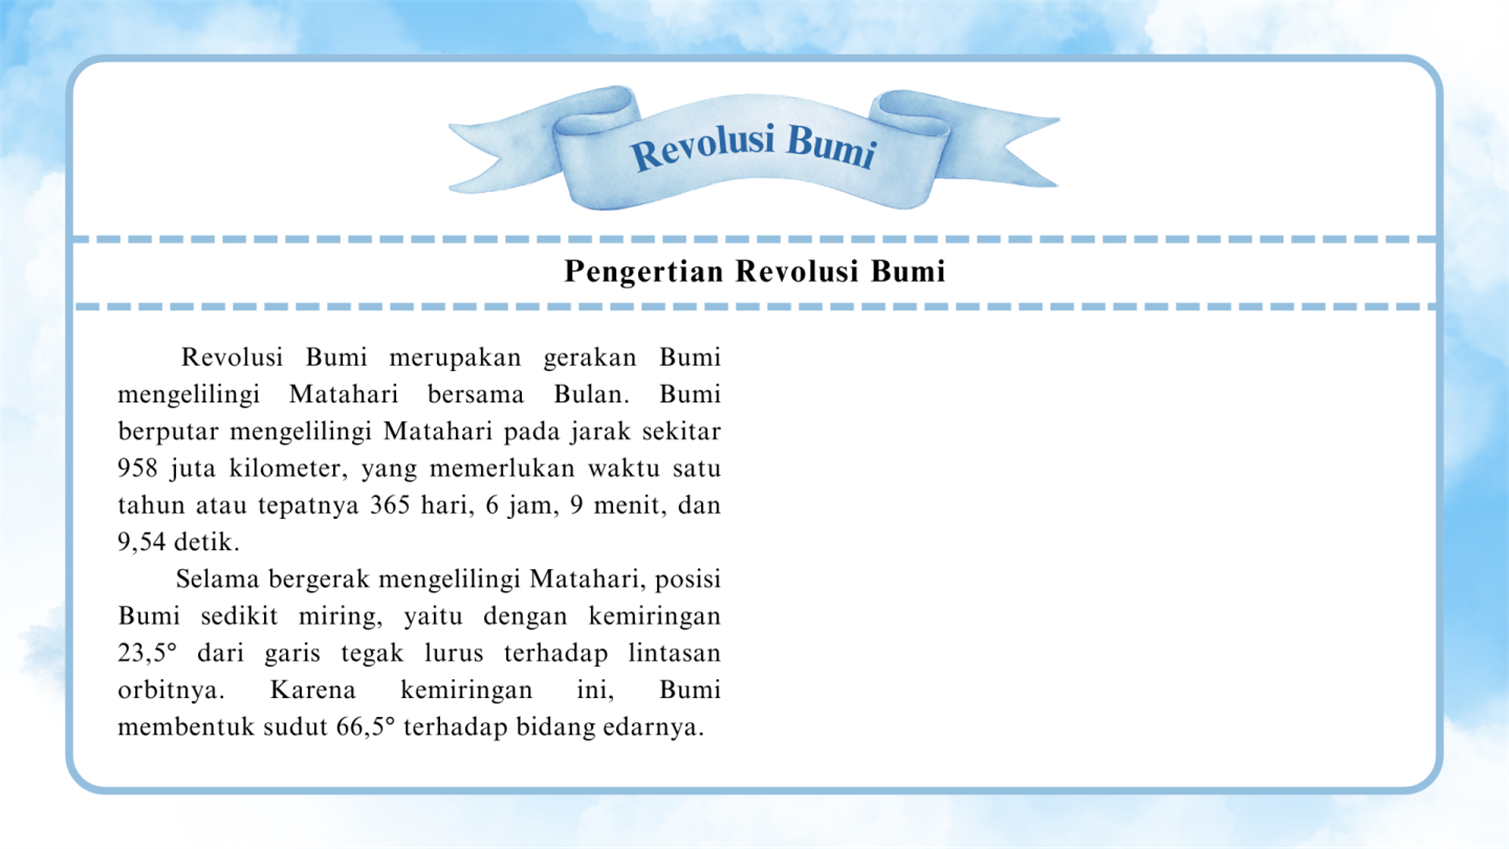 Revolusi Bumi
Pengertian Revolusi Bumi
Revolusi Bumi merupakan gerakan Bumi
mengelilingi Matahari bersama Bulan. Bumi
berputar mengelilingi Matahari pada jarak sekitar
958 juta kilometer, yang memerlukan waktu satu
tahun atau tepatnya 365 hari, 6 jam, 9 menit, dan
9,54 detik.
Selama bergerak mengelilingi Matahari, posisi
Bumi sedikit miring, yaitu dengan kemiringan
23,5° dari garis tegak lurus terhadap lintasan
orbitnya. Karena kemiringan ini, Bumi
membentuk sudut 66,5° terhadap bidang edarnya.